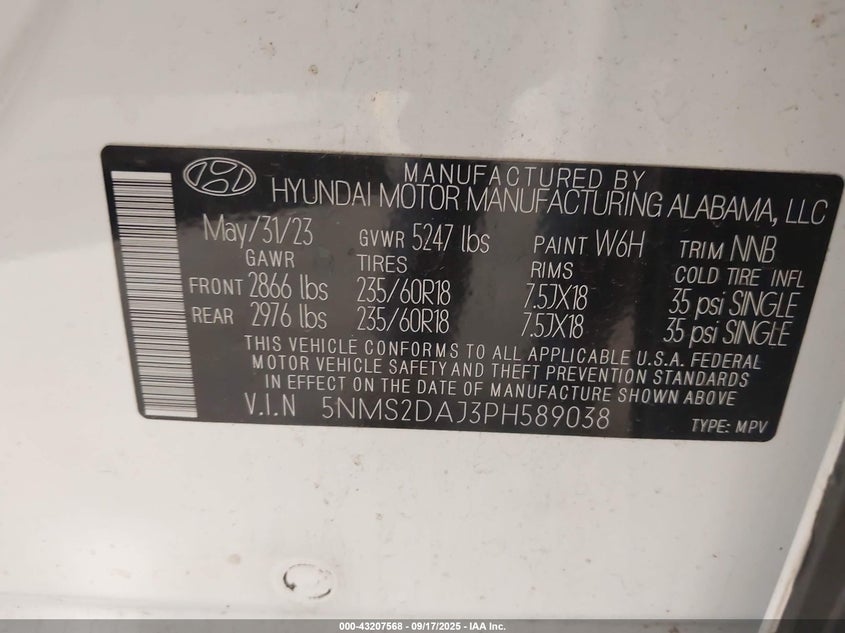 MANUFACTURED BY
HYUNDAI MOTOR MANUFACTURING ALABAMA, LLC
May/31/23 GVWR 5247 lbs PAINT W6H TRIM NNB
GAWR TIRES RIMS COLD TIRE INFL
FRONT 2866 lbs 235/60R18 7.5JX18 35 psi SINGLE
REAR 2976 lbs 235/60R18 7.5JX18 35 psi SINGLE
THIS VEHICLE CONFORMS TO ALL APPLICABLE U.S.A. FEDERAL
MOTOR VEHICLE SAFETY AND THEFT PREVENTION STANDARDS
IN EFFECT ON THE DATE OF MANUFACTURE SHOWN ABOVE
V.I.N 5NMS2DAJ3PH589038 TYPE: MPV
000-43207568 - 09/17/2025 - IAA Inc.